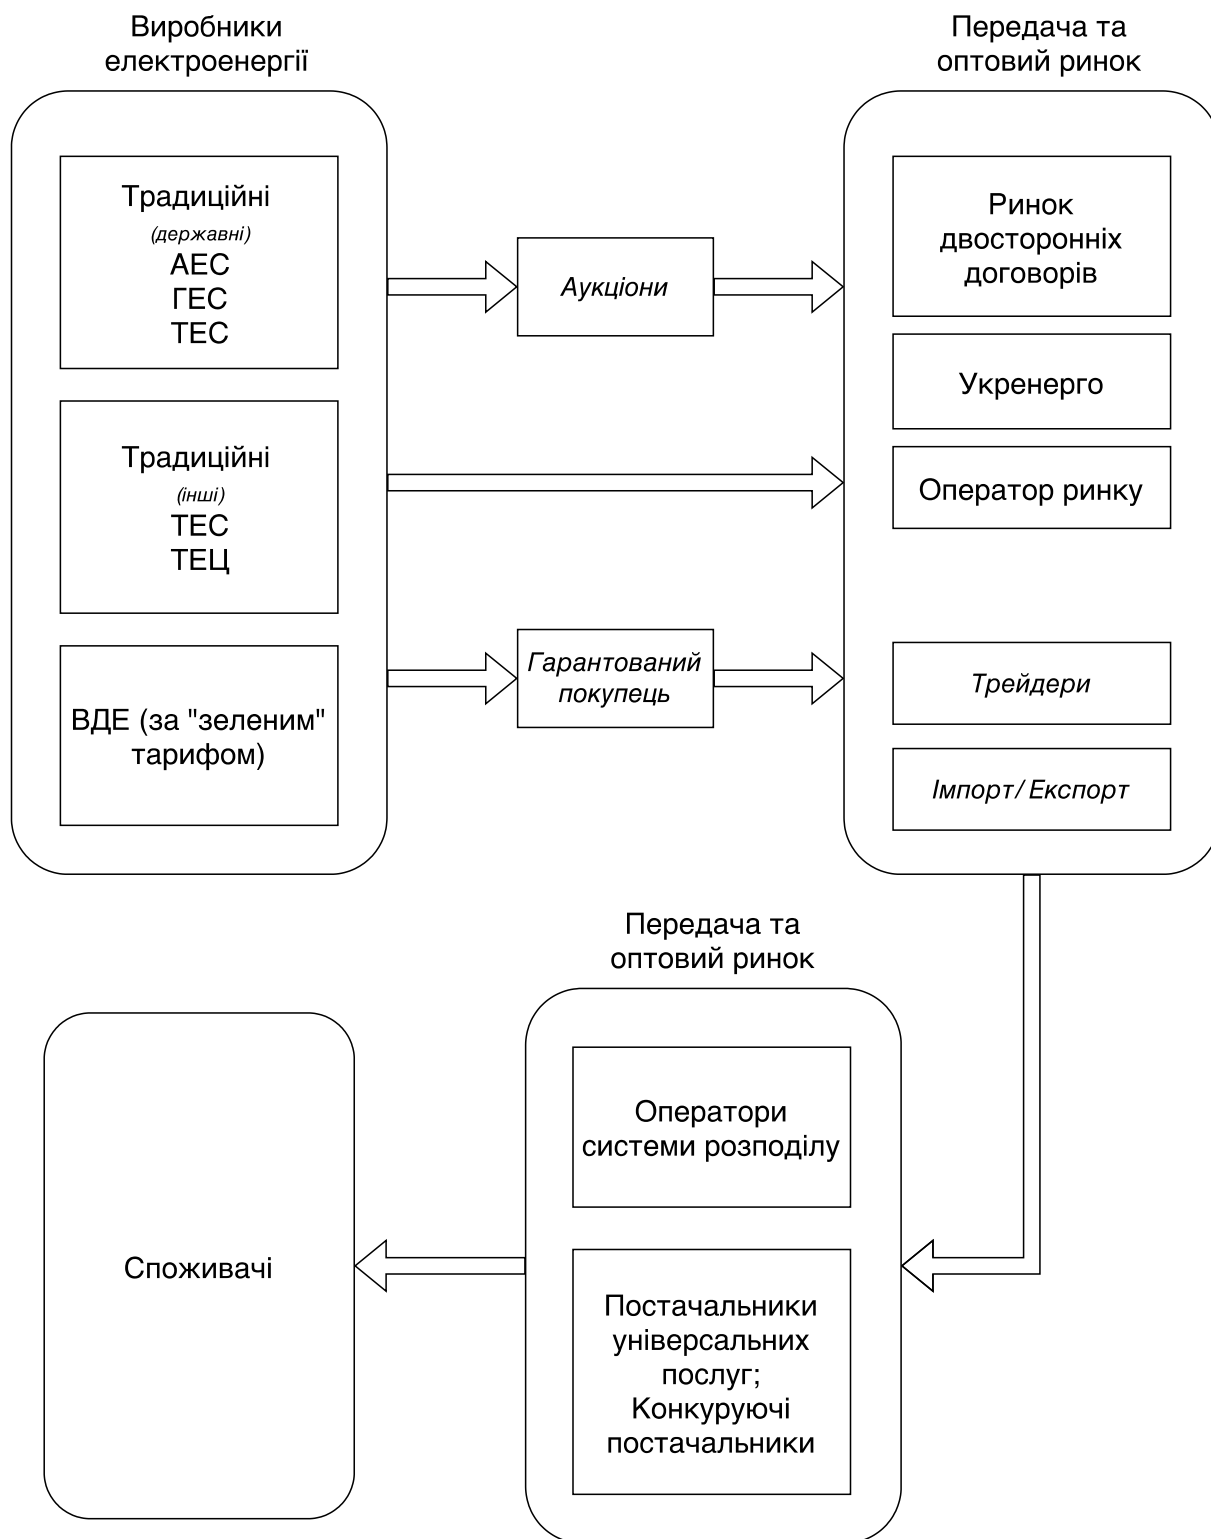 Виробники
електроенергії
Традиційні
(державні)
АЕС
ГЕС
ТЕС
Традиційні
(інші)
ТЕС
ТЕЦ
ВДЕ (за "зеленим"
тарифом)
Аукціони
Гарантований
покупець
Передача та
оптовий ринок
Ринок
двосторонніх
договорів
Укренерго
Оператор ринку
Трейдери
Імпорт/ Експорт
Передача та
оптовий ринок
Оператори
системи розподілу
Постачальники
універсальних
послуг;
Конкуруючі
постачальники
Споживачі